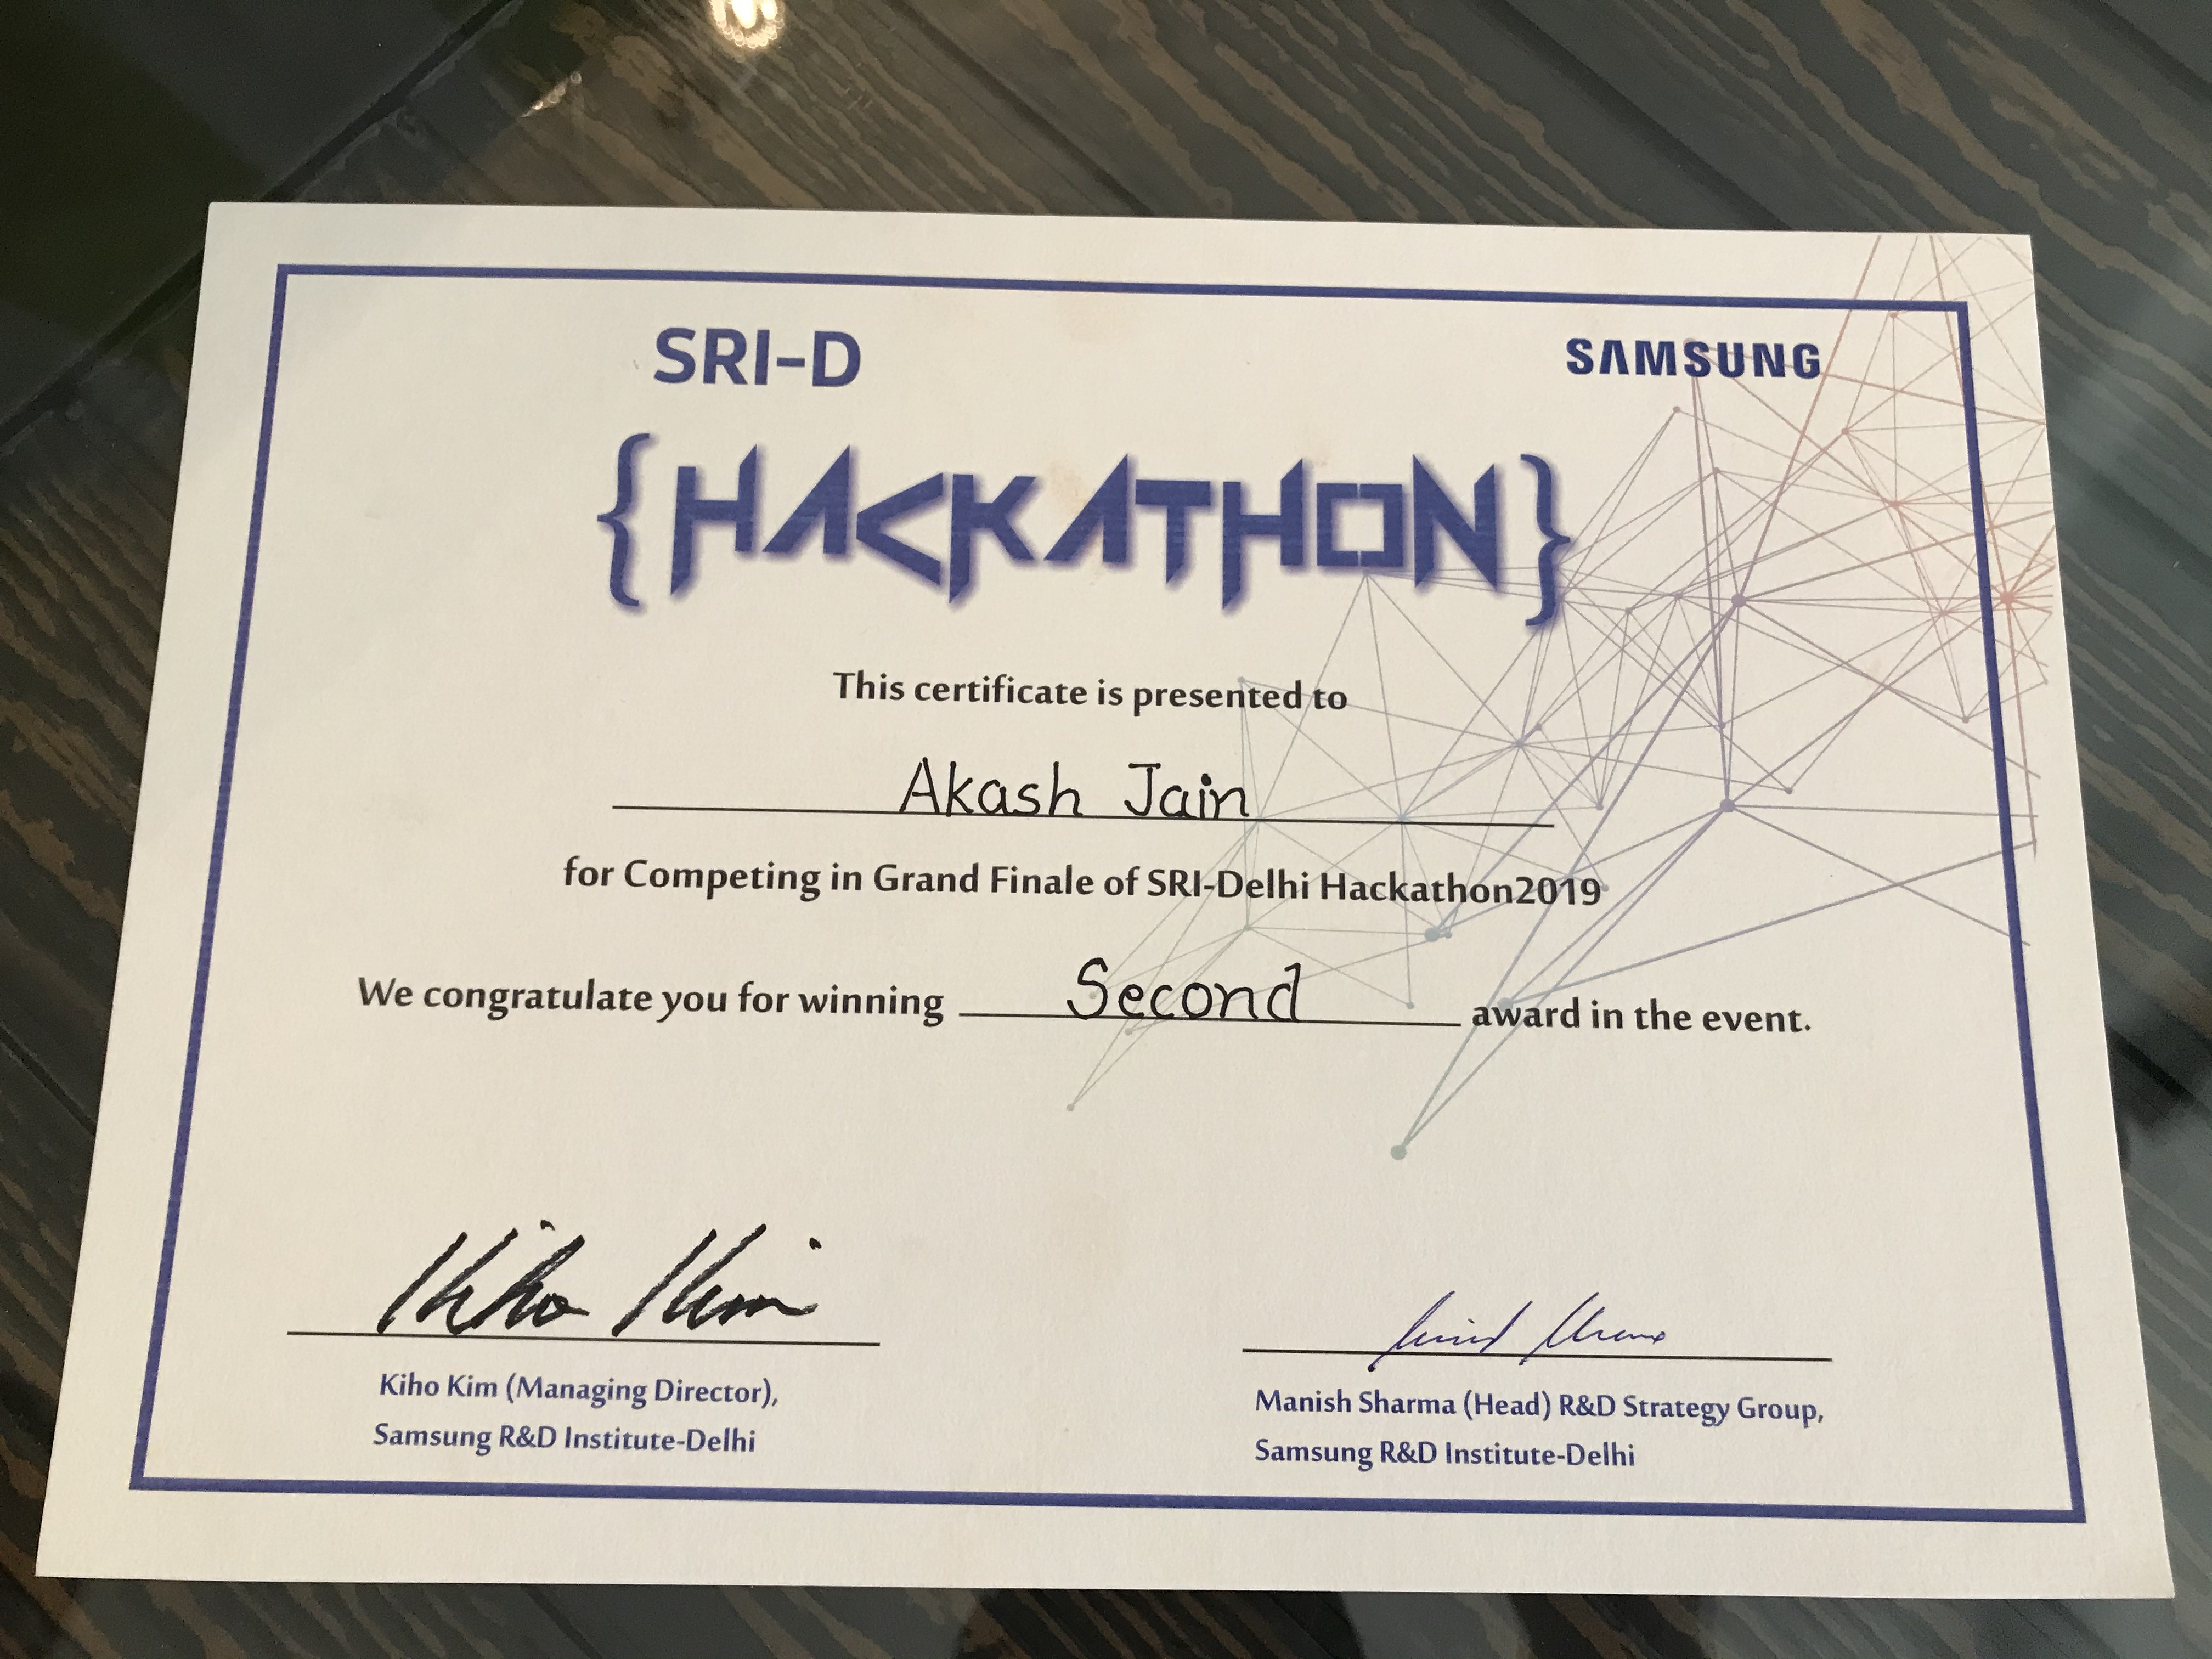 SRI-D
SAMSUNG
{HACKATHON}
This certificate is presented to
Akash Jain
for Competing in Grand Finale of SRI-Delhi Hackathon2019
We congratulate you for winning Second award in the event.
Kiho Kim
Kiho Kim (Managing Director),
Samsung R&D Institute-Delhi
Manish Sharma (Head) R&D Strategy Group,
Samsung R&D Institute-Delhi